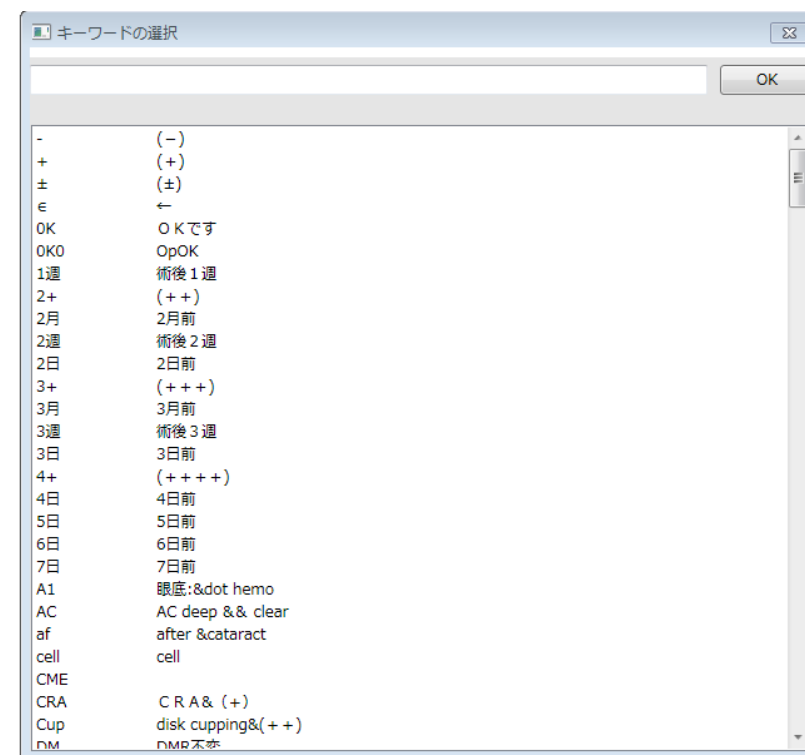 キーワードの選択
OK
- (－)
+ (+)
± (±)
∈ ←
0K ＯＫです
0K0 OpOK
1週 術後１週
2+ (++)
2月 2月前
2週 術後２週
2日 2日前
3+ (+++)
3月 3月前
3週 術後３週
3日 3日前
4+ (++++)
4日 4日前
5日 5日前
6日 6日前
7日 7日前
A1 眼底:&dot hemo
AC AC deep && clear
af after &cataract
cell cell
CME
CRA ＣＲＡ& (+)
Cup disk cupping&(++)
DM DMR不変